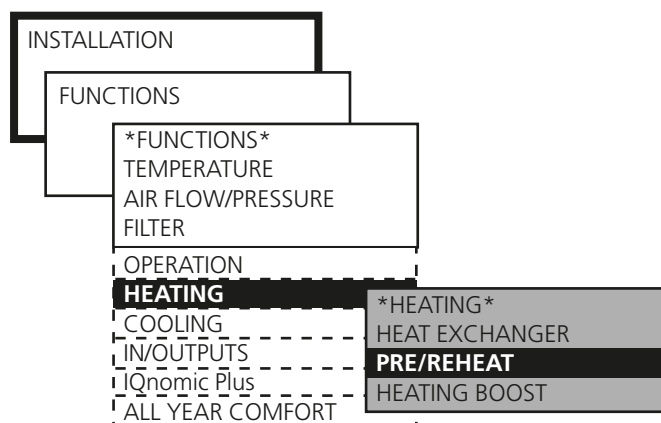 INSTALLATION
FUNCTIONS
*FUNCTIONS*
TEMPERATURE
AIR FLOW/PRESSURE
FILTER
OPERATION
HEATING
COOLING
IN/OUTPUTS
IQnomic Plus
ALL YEAR COMFORT
*HEATING*
HEAT EXCHANGER
PRE/REHEAT
HEATING BOOST